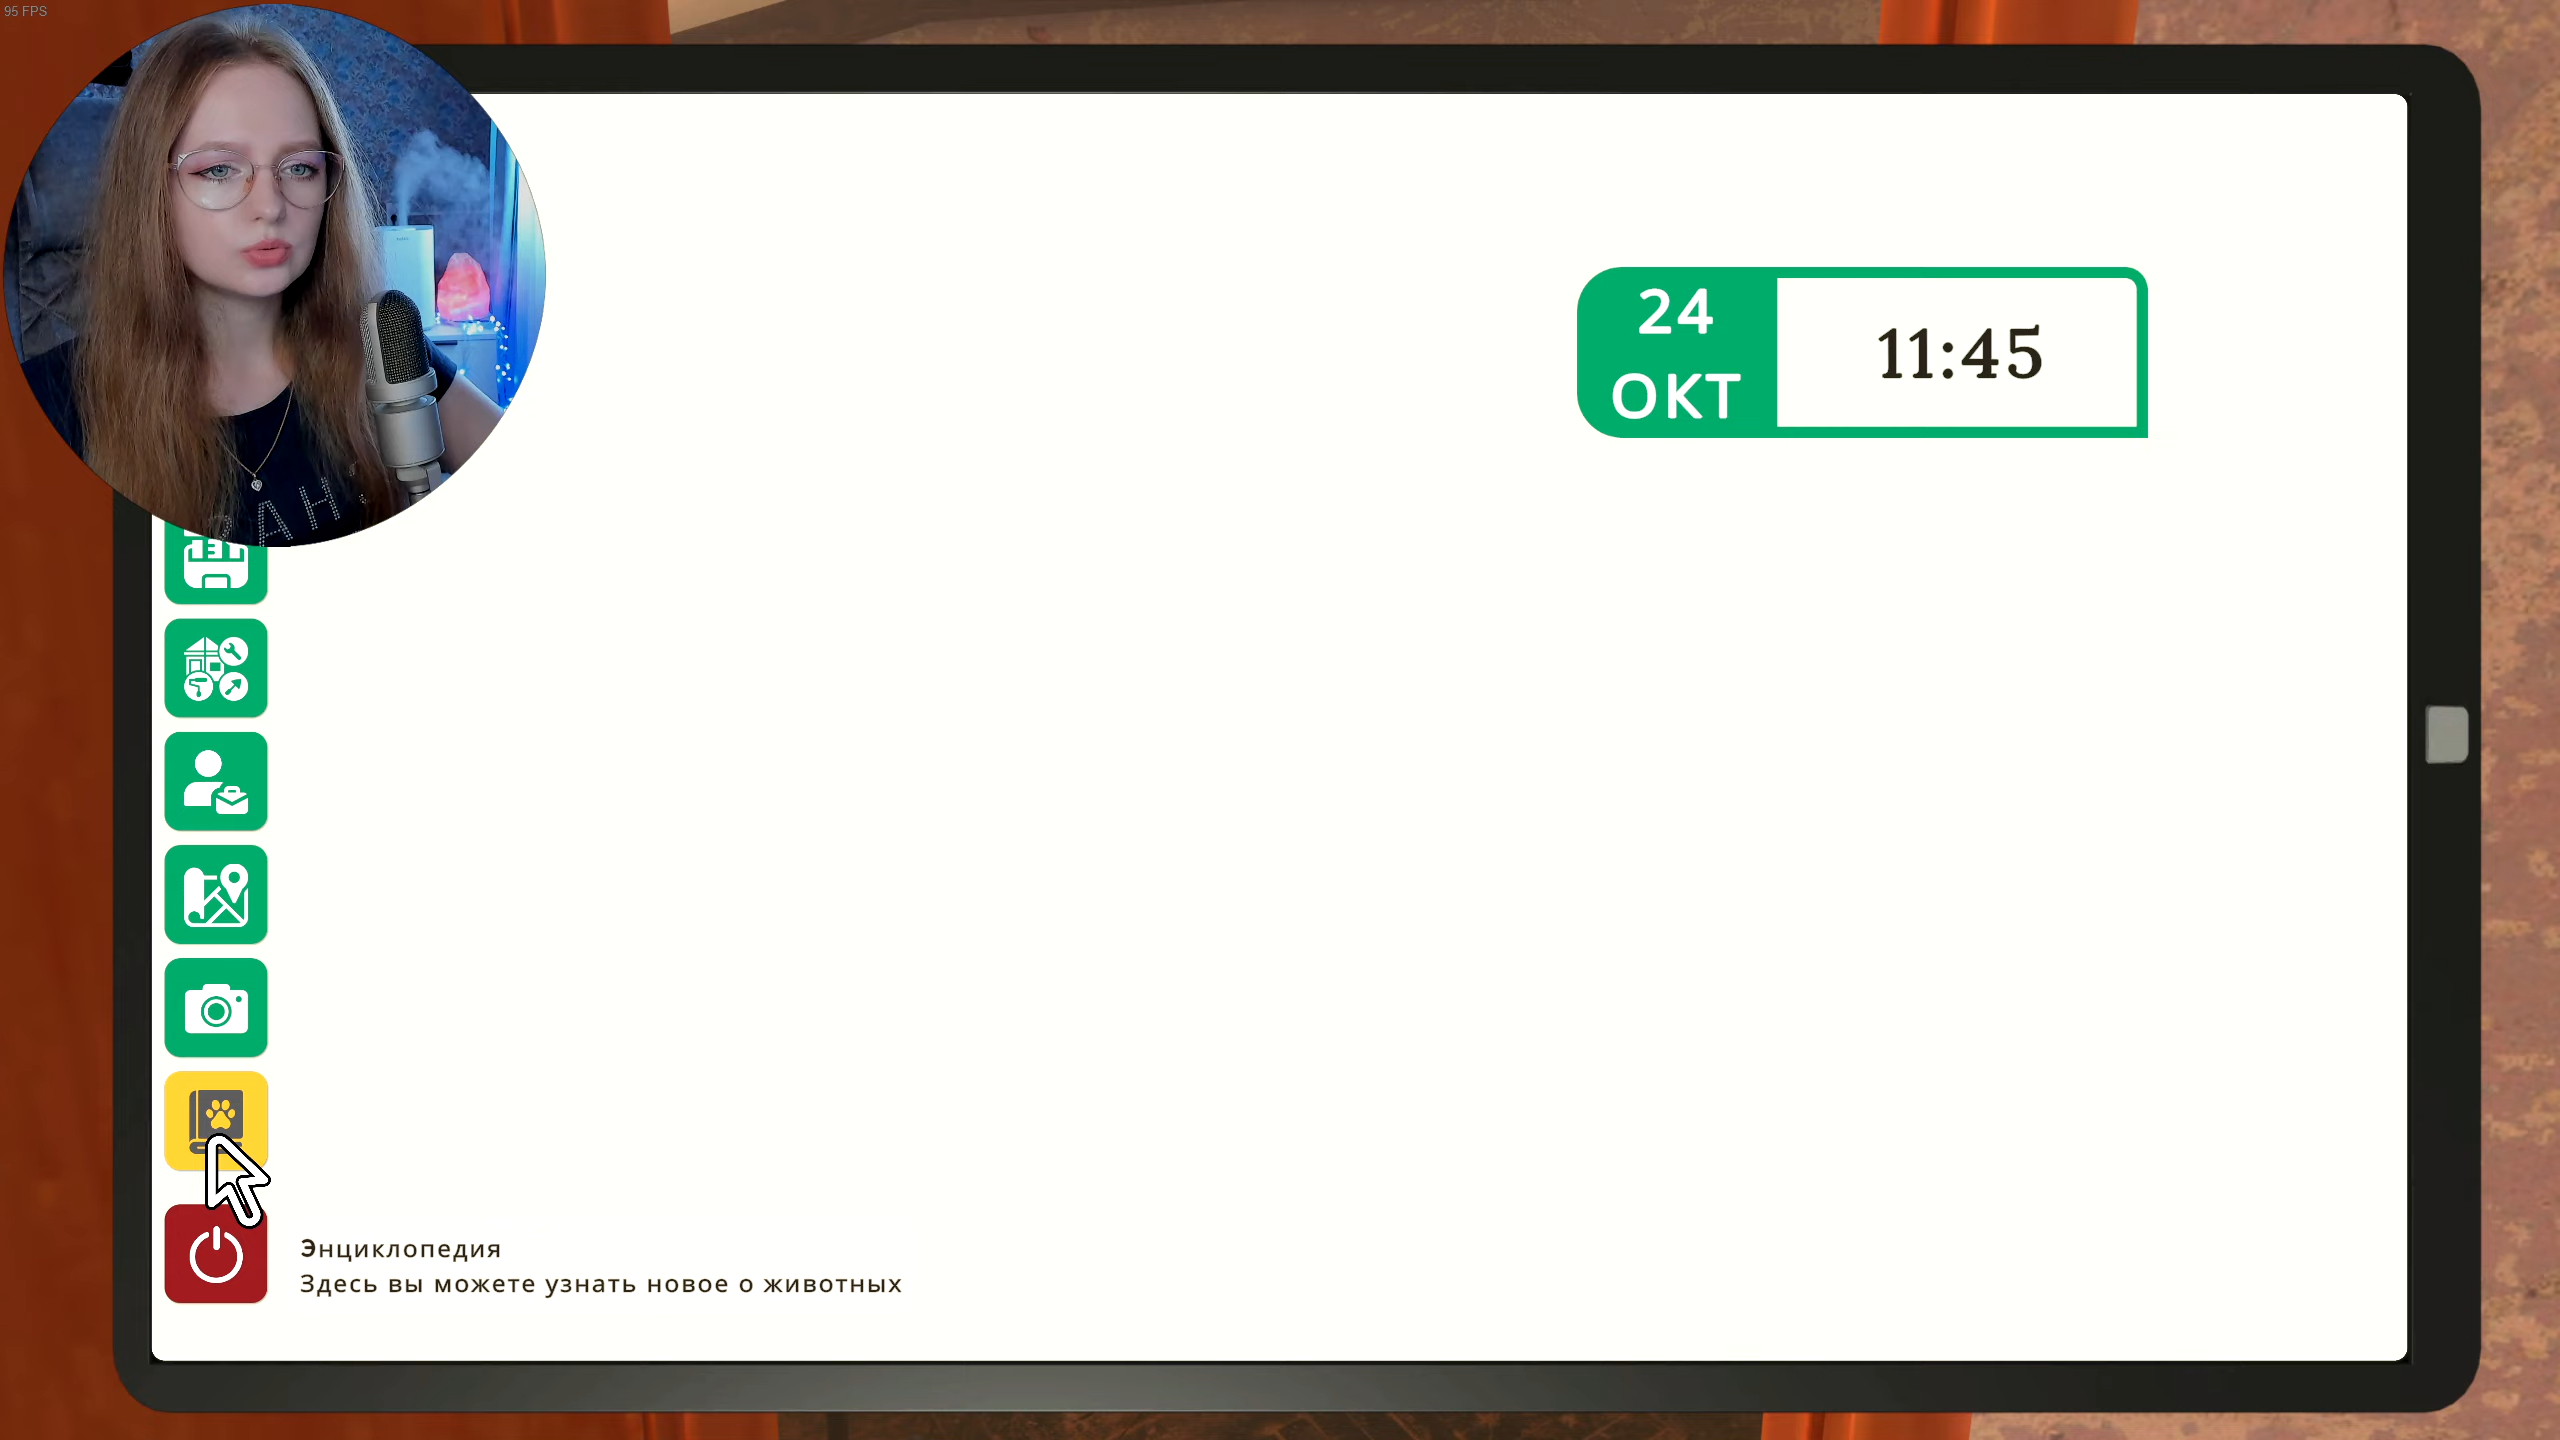 95 FPS
24
ОКТ
11:45
Энциклопедия
Здесь вы можете узнать новое о животных